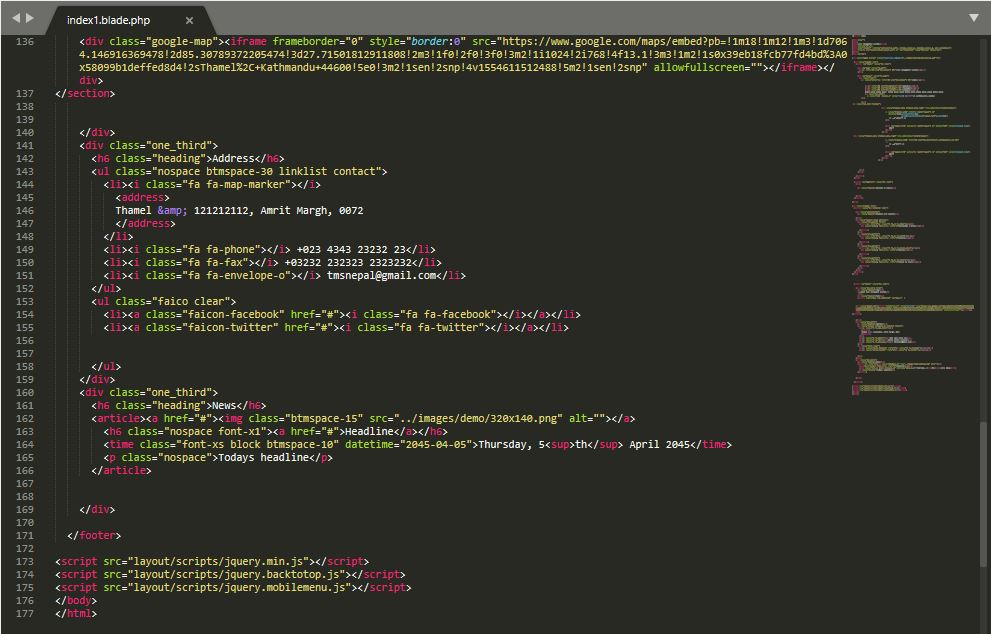 index1.blade.php
136 <div class="google-map"><iframe frameborder="0" style="border:0" src="https://www.google.com/maps/embed?pb=!1m18!1m12!1m3!1d706
4.146916369478!2d85.30789372205474!3d27.71501812911808!2m3!1f0!2f0!3f0!3m2!1i1024!2i768!4f13.1!3m3!1m2!1s0x39eb18fcb77fd4bd%3A0
x58099b1deffed8d4!2sThamel%2C+Kathmandu+44600!5e0!3m2!1sen!2snp!4v1554611512488!5m2!1sen!2snp" allowfullscreen=""></iframe></
div>
137 </section>
138
139
140 </div>
141 <div class="one_third">
142 <h6 class="heading">Address</h6>
143 <ul class="nospace btmspace-30 linklist contact">
144 <li><i class="fa fa-map-marker"></i>
145 <address>
146 Thamel &amp; 121212112, Amrit Margh, 0072
147 </address>
148 </li>
149 <li><i class="fa fa-phone"></i> +023 4343 23232 23</li>
150 <li><i class="fa fa-fax"></i> +03232 232323 2323232</li>
151 <li><i class="fa fa-envelope-o"></i> tmsnepal@gmail.com</li>
152 </ul>
153 <ul class="faico clear">
154 <li><a class="faicon-facebook" href="#"><i class="fa fa-facebook"></i></a></li>
155 <li><a class="faicon-twitter" href="#"><i class="fa fa-twitter"></i></a></li>
156
157
158 </ul>
159 </div>
160 <div class="one_third">
161 <h6 class="heading">News</h6>
162 <article><a href="#"><img class="btmspace-15" src="../images/demo/320x140.png" alt=""></a>
163 <h6 class="nospace font-x1"><a href="#">Headline</a></h6>
164 <time class="font-xs block btmspace-10" datetime="2045-04-05">Thursday, 5<sup>th</sup> April 2045</time>
165 <p class="nospace">Todays headline</p>
166 </article>
167
168
169 </div>
170
171 </footer>
172
173 <script src="layout/scripts/jquery.min.js"></script>
174 <script src="layout/scripts/jquery.backtotop.js"></script>
175 <script src="layout/scripts/jquery.mobilemenu.js"></script>
176 </body>
177 </html>